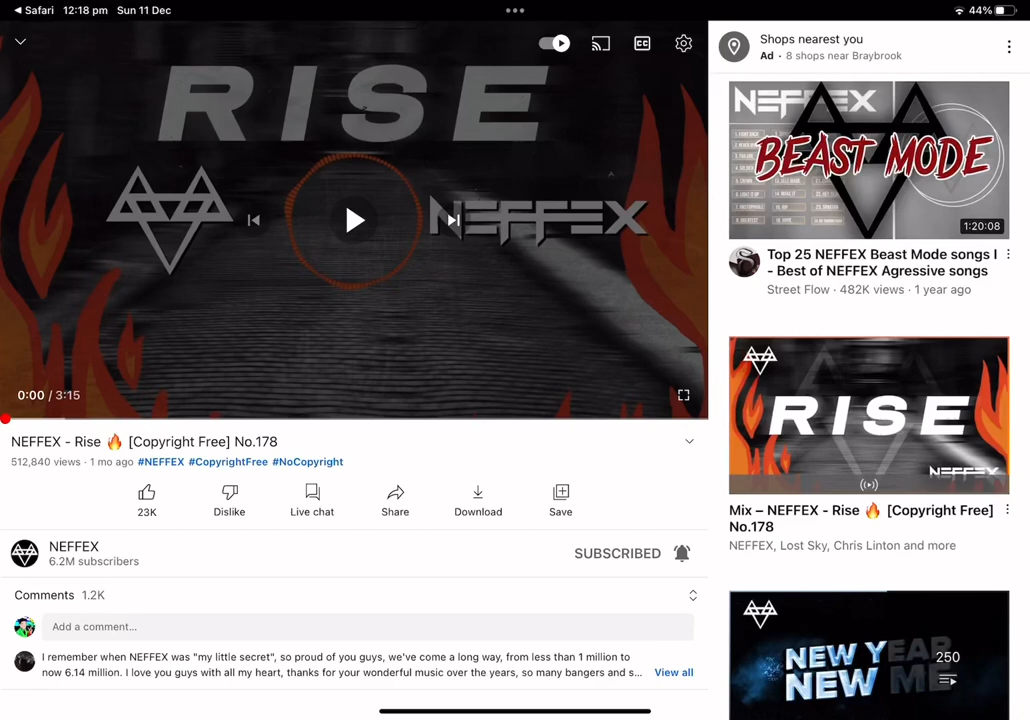 Safari 12:18 pm Sun 11 Dec
44%
RISE
NEFFEX
0:00 / 3:15
NEFFEX - Rise 🔥 [Copyright Free] No.178
512,840 views · 1 mo ago #NEFFEX #CopyrightFree #NoCopyright
23K Dislike Live chat Share Download Save
NEFFEX
6.2M subscribers
SUBSCRIBED
Comments 1.2K
Add a comment...
I remember when NEFFEX was "my little secret", so proud of you guys, we've come a long way, from less than 1 million to
now 6.14 million. I love you guys with all my heart, thanks for your wonderful music over the years, so many bangers and s... View all
Shops nearest you
Ad · 8 shops near Braybrook
NEFFEX
BEAST MODE
1:20:08
Top 25 NEFFEX Beast Mode songs l
- Best of NEFFEX Agressive songs
Street Flow · 482K views · 1 year ago
RISE
NEFFEX
Mix – NEFFEX - Rise 🔥 [Copyright Free]
No.178
NEFFEX, Lost Sky, Chris Linton and more
NEW YEAR
NEW ME
250
CC